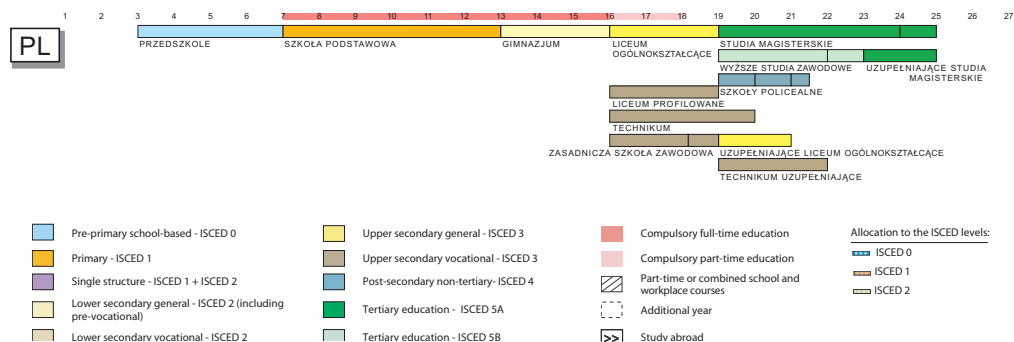 1 2 3 4 5 6 7 8 9 10 11 12 13 14 15 16 17 18 19 20 21 22 23 24 25 26 27
PL
PRZEDSZKOLE SZKOŁA PODSTAWOWA GIMNAZJUM LICEUM STUDIA MAGISTERSKIE
OGÓLNOKSZTAŁCĄCE
WYŻSZE STUDIA ZAWODOWE UZUPEŁNIAJĄCE STUDIA
MAGISTERSKIE
SZKOŁY POLICEALNE
LICEUM PROFILOWANE
TECHNIKUM
ZASADNICZA SZKOŁA ZAWODOWA UZUPEŁNIAJĄCE LICEUM OGÓLNOKSZTAŁCĄCE
TECHNIKUM UZUPEŁNIAJĄCE
Pre-primary school-based - ISCED 0
Primary - ISCED 1
Single structure - ISCED 1 + ISCED 2
Lower secondary general - ISCED 2 (including
pre-vocational)
Lower secondary vocational - ISCED 2
Upper secondary general - ISCED 3
Upper secondary vocational - ISCED 3
Post-secondary non-tertiary- ISCED 4
Tertiary education - ISCED 5A
Tertiary education - ISCED 5B
Compulsory full-time education
Compulsory part-time education
Part-time or combined school and
workplace courses
Additional year
>> Study abroad
Allocation to the ISCED levels:
ISCED 0
ISCED 1
ISCED 2